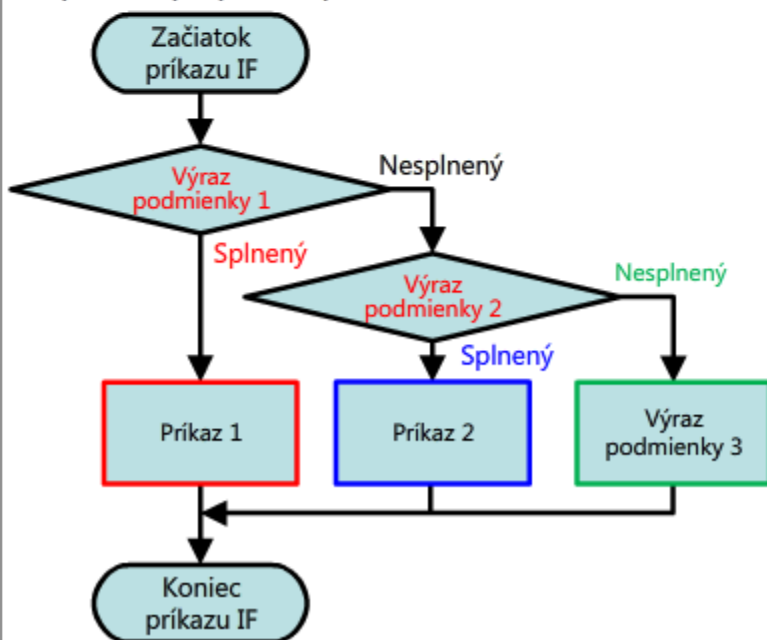 Začiatok
príkazu IF
Výraz
podmienky 1
Nesplnený
Splnený
Výraz
podmienky 2
Nesplnený
Splnený
Príkaz 1
Príkaz 2
Výraz
podmienky 3
Koniec
príkazu IF